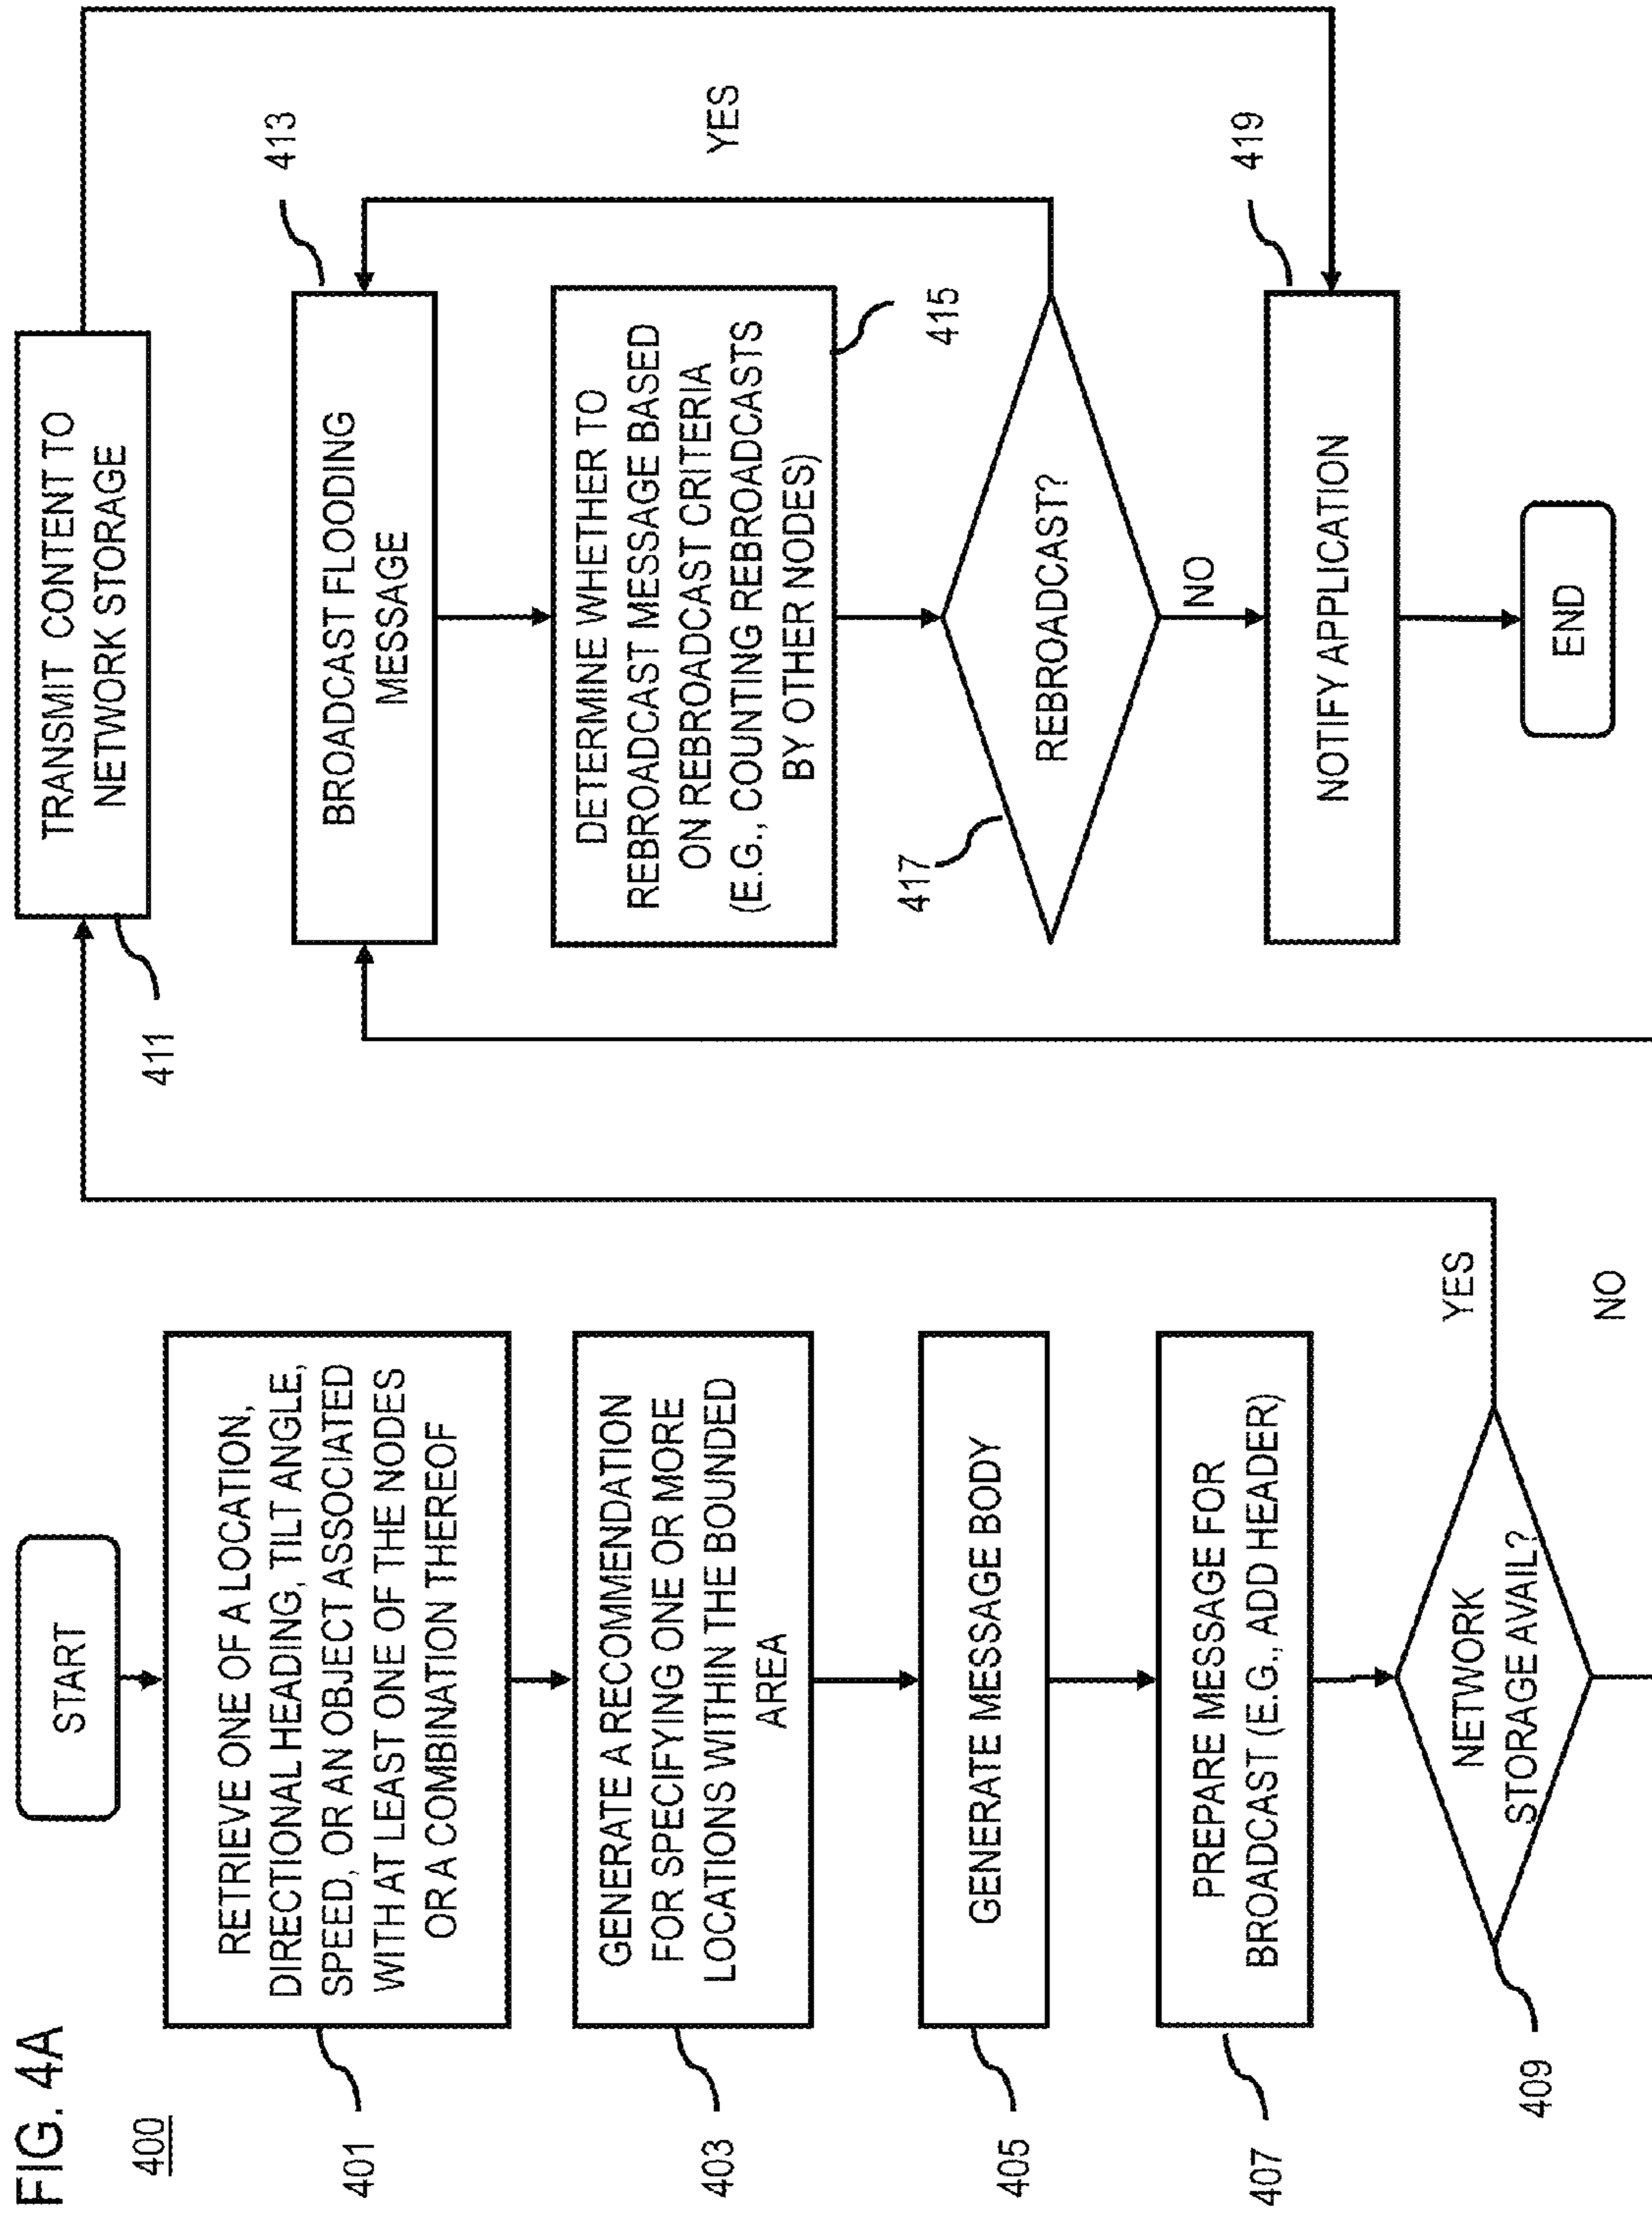 FIG. 4A
400
START
RETRIEVE ONE OF A LOCATION,
DIRECTIONAL HEADING, TILT ANGLE,
SPEED, OR AN OBJECT ASSOCIATED
WITH AT LEAST ONE OF THE NODES
OR A COMBINATION THEREOF
401
GENERATE A RECOMMENDATION
FOR SPECIFYING ONE OR MORE
LOCATIONS WITHIN THE BOUNDED
AREA
403
GENERATE MESSAGE BODY
405
PREPARE MESSAGE FOR
BROADCAST (E.G., ADD HEADER)
407
NETWORK
STORAGE AVAIL?
409
YES
NO
TRANSMIT CONTENT TO
NETWORK STORAGE
411
BROADCAST FLOODING
MESSAGE
413
DETERMINE WHETHER TO
REBROADCAST MESSAGE BASED
ON REBROADCAST CRITERIA
(E.G., COUNTING REBROADCASTS
BY OTHER NODES)
415
REBROADCAST?
417
YES
NO
NOTIFY APPLICATION
419
END